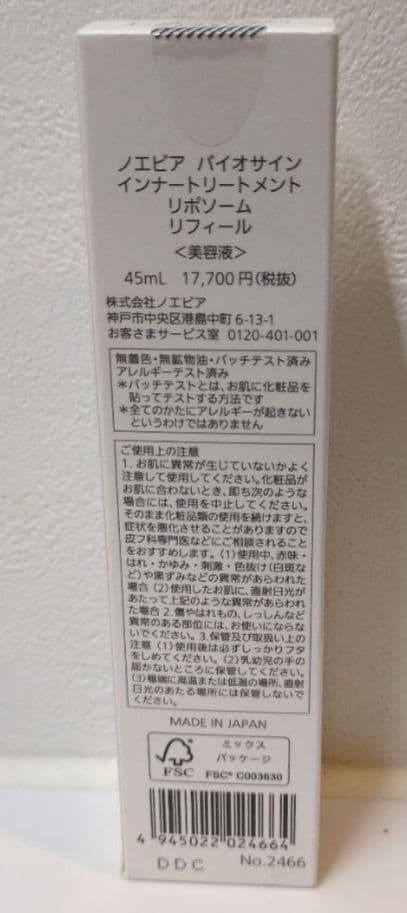 ノエビア バイオサイン
インナートリートメント
リポソーム
リフィール
<美容液>
45mL 17,700円(税抜)
株式会社ノエビア
神戸市中央区港島中町6-13-1
お客さまサービス室 0120-401-001
無着色・無鉱物油・パッチテスト済み
アレルギーテスト済み
*パッチテストとは、お肌に化粧品を
貼ってテストする方法です
*全てのかたにアレルギーが起きない
というわけではありません
ご使用上の注意
1.お肌に異常が生じていないかよく
注意して使用してください。化粧品が
お肌に合わないとき、即ち次のような
場合には、使用を中止してください。
そのまま化粧品類の使用を続けますと、
症状を悪化させることがありますので
皮フ科専門医などにご相談されること
をおすすめします。(1)使用中、赤味・
はれ・かゆみ・刺激・色抜け(白斑な
ど)や黒ずみなどの異常があらわれた
場合 (2)使用したお肌に、直射日光が
あたって上記のような異常があらわれ
た場合 2.傷やはれもの、しっしんなど
異常のある部位には、お使いにならな
いでください。3.保管及び取扱い上の
注意 (1)使用後は必ずしっかりフタ
をしめてください。(2)乳幼児の手の
届かないところに保管してください。
(3)極端に高温または低温の場所、直射
日光のあたる場所には保管しないで
ください。
MADE IN JAPAN
FSC
ミックス
パッケージ
FSC® C003630
4 945022 024664
DDC No.2466